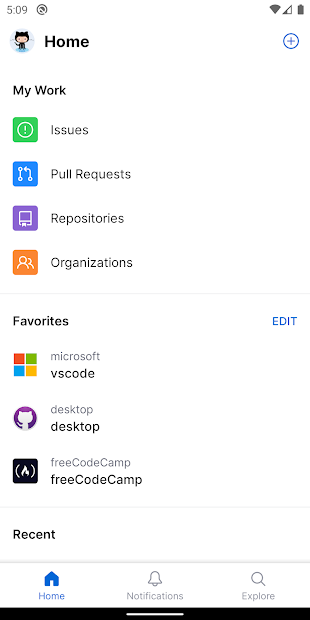 5:09
Home
My Work
Issues
Pull Requests
Repositories
Organizations
Favorites
EDIT
microsoft
vscode
desktop
desktop
freeCodeCamp
freeCodeCamp
Recent
Home
Notifications
Explore